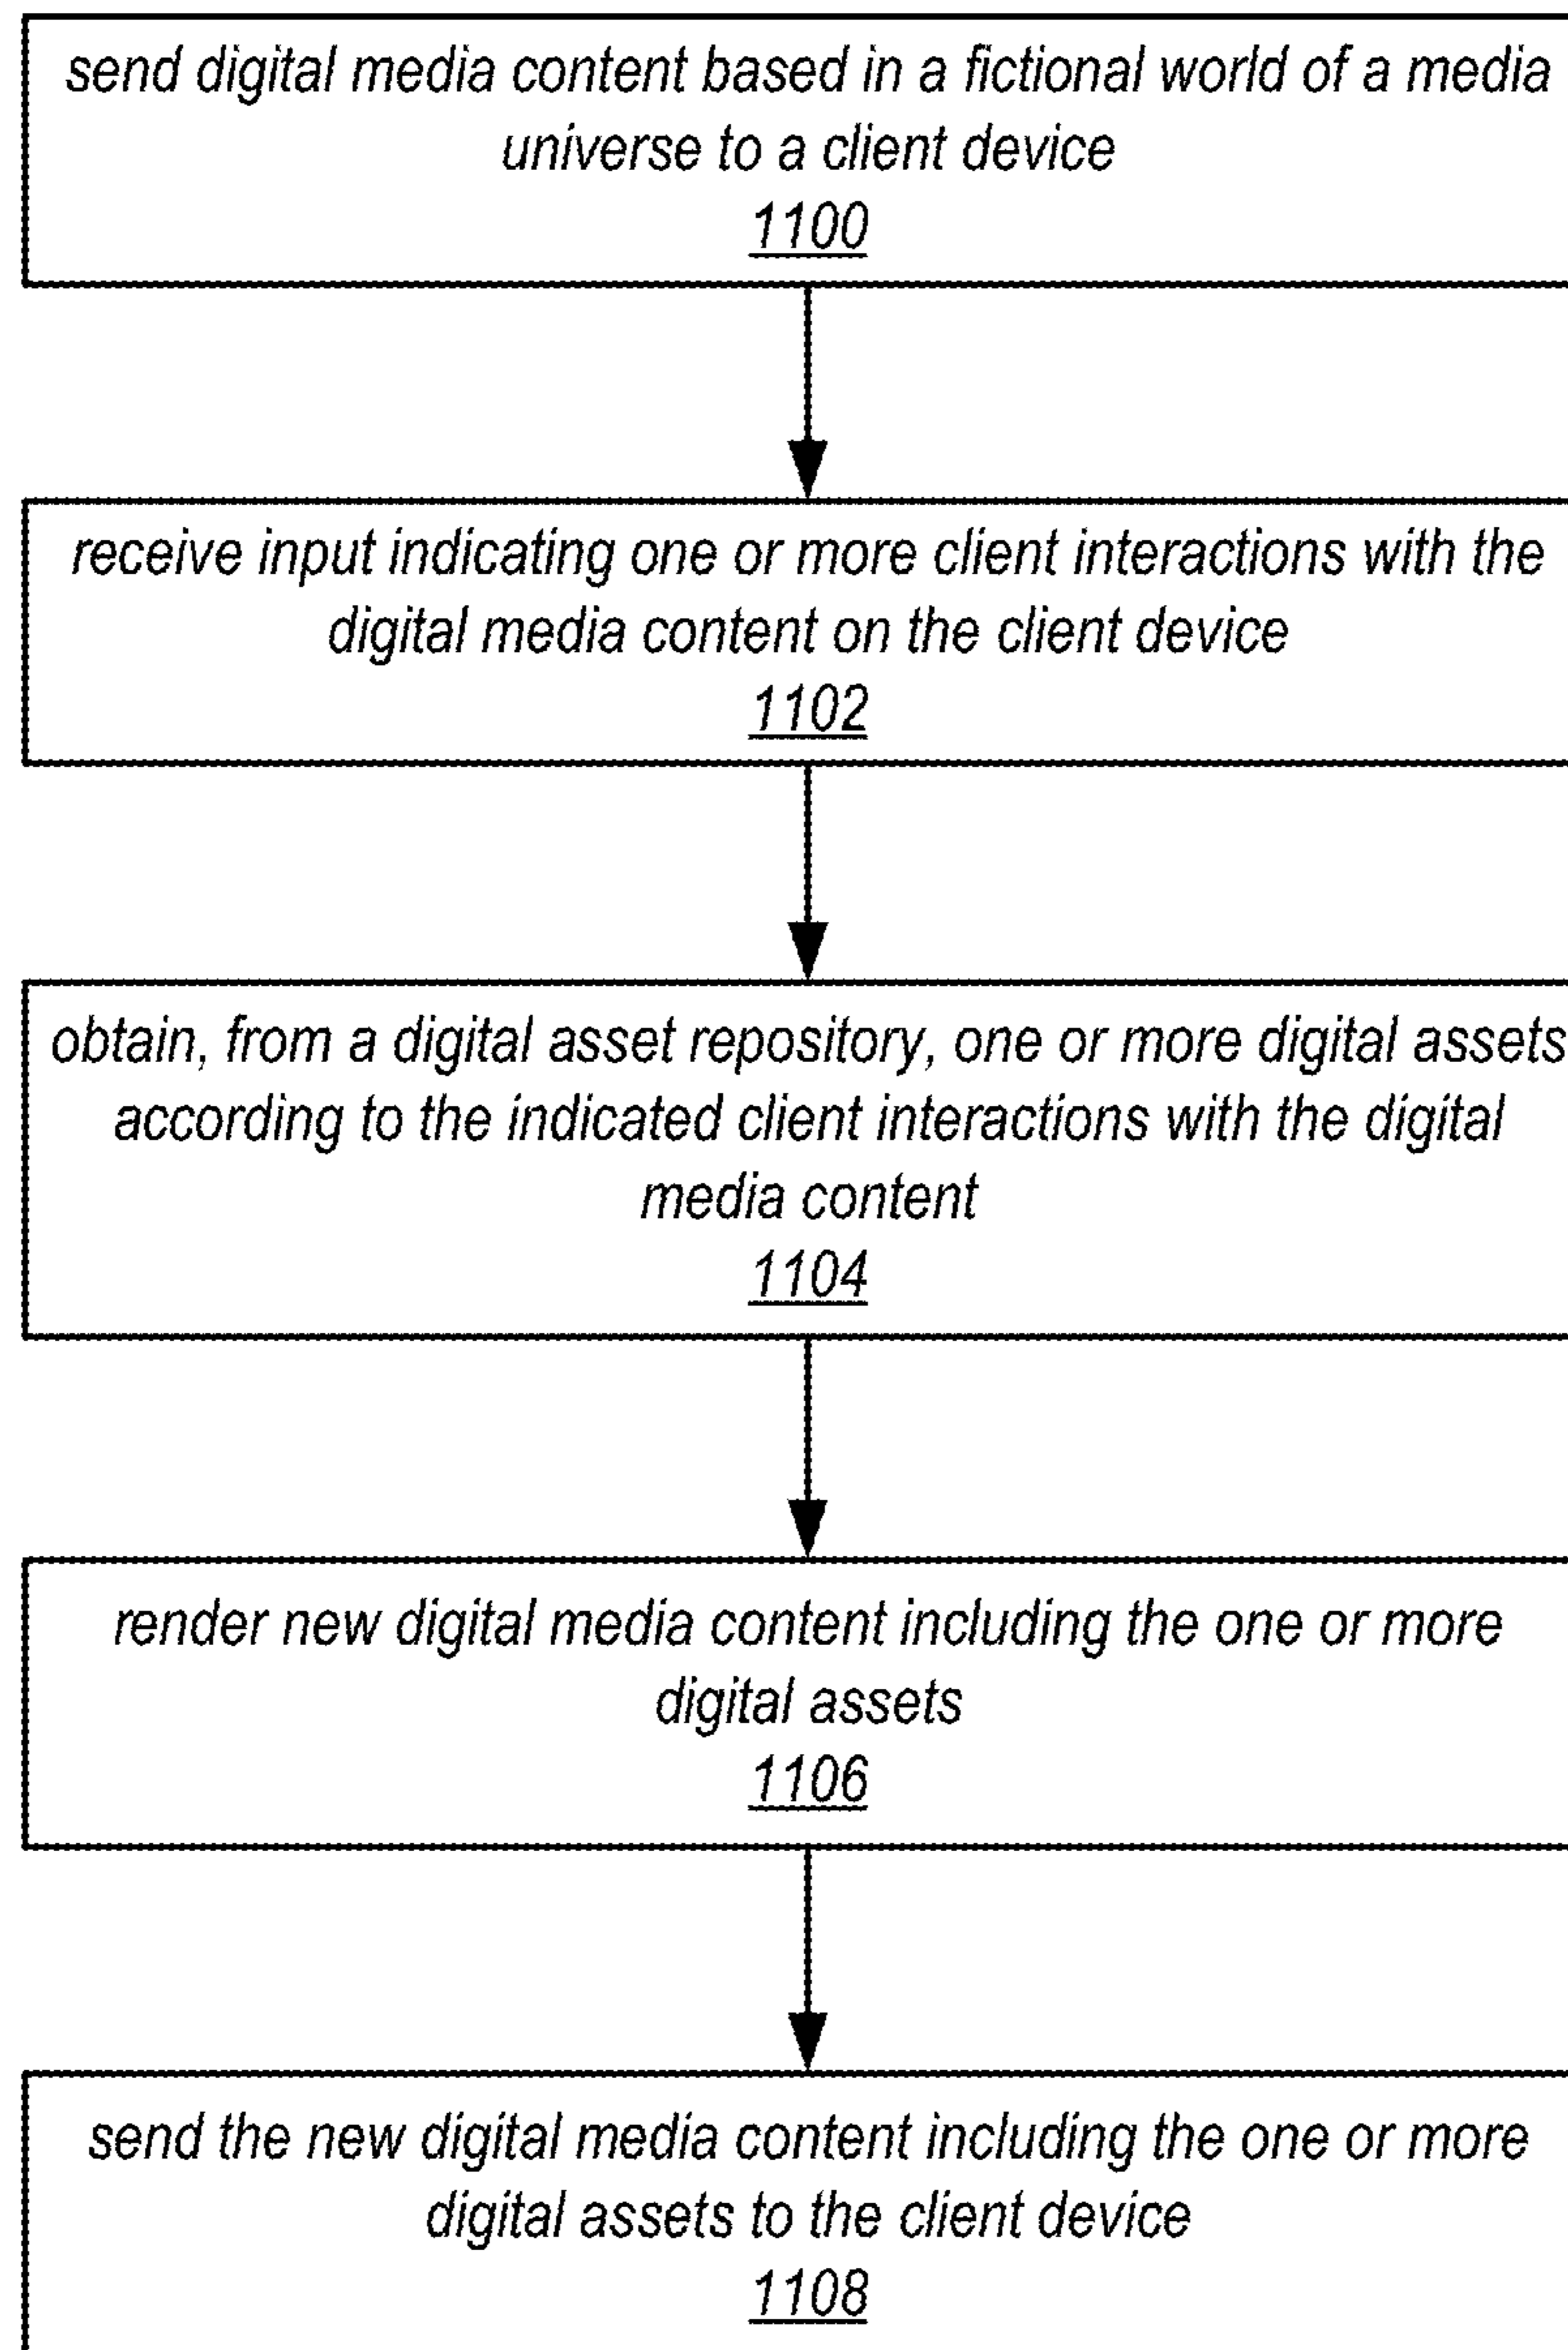 send digital media content based in a fictional world of a media
universe to a client device
1100
receive input indicating one or more client interactions with the
digital media content on the client device
1102
obtain, from a digital asset repository, one or more digital assets
according to the indicated client interactions with the digital
media content
1104
render new digital media content including the one or more
digital assets
1106
send the new digital media content including the one or more
digital assets to the client device
1108